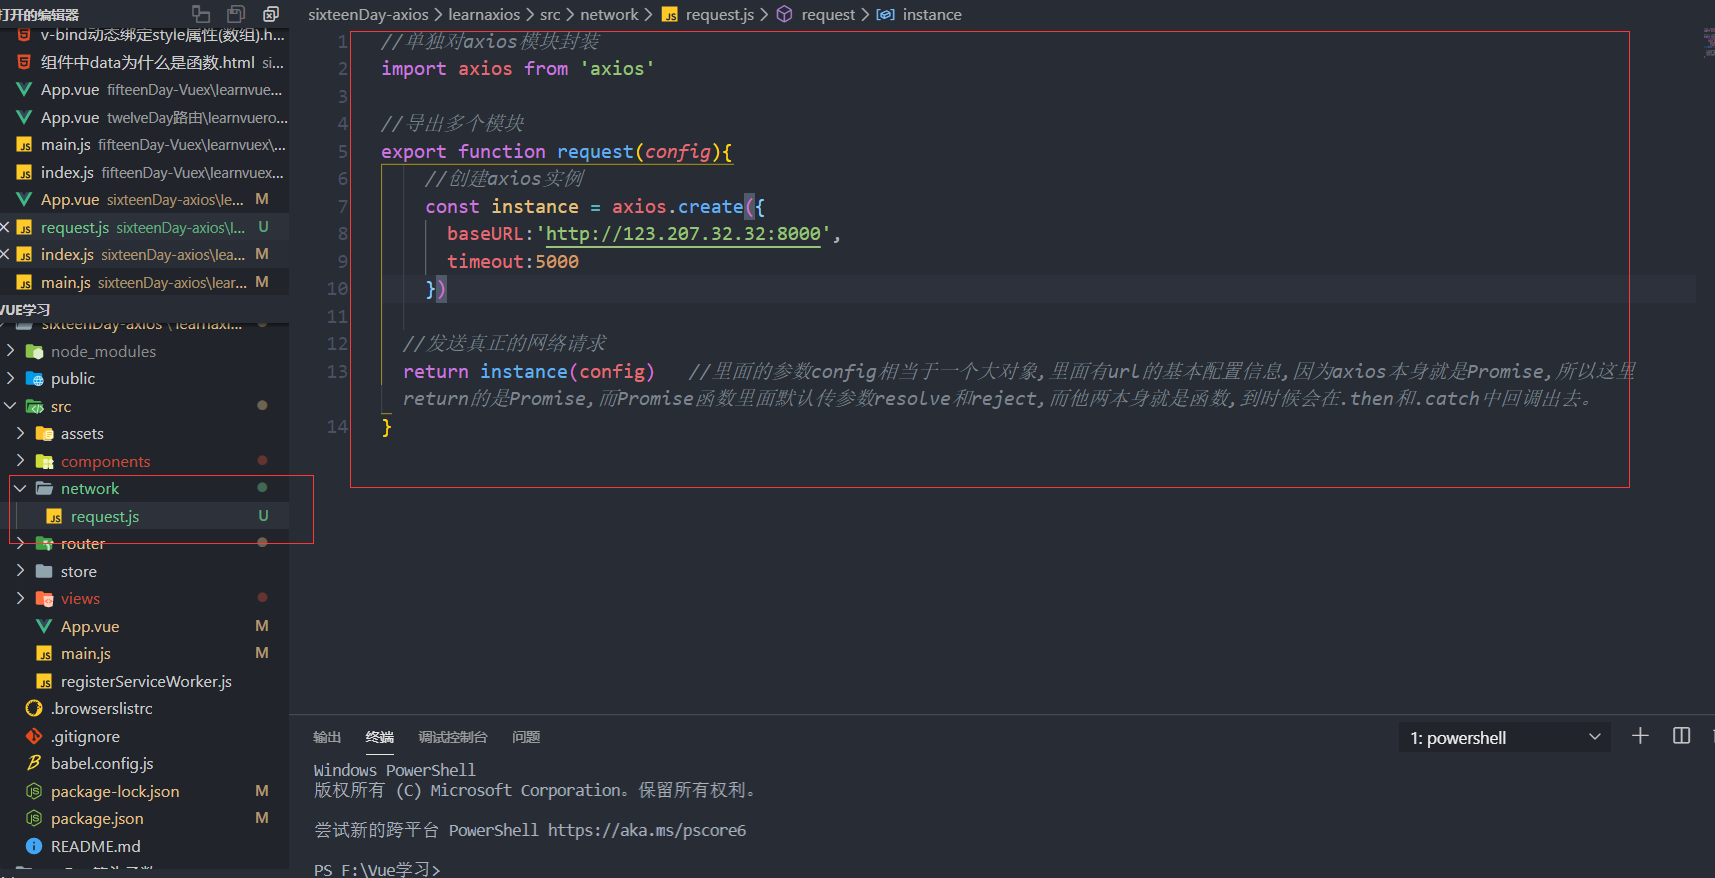 打开的编辑器
v-bind动态绑定style属性(数组).h...
组件中data为什么是函数.html si...
App.vue fifteenDay-Vuex\learnvue...
App.vue twelveDay路由\learnvuero...
main.js fifteenDay-Vuex\learnvuex\...
index.js fifteenDay-Vuex\learnvuex...
App.vue sixteenDay-axios\le... M
request.js sixteenDay-axios\l... U
index.js sixteenDay-axios\lea... M
main.js sixteenDay-axios\lear... M
VUE学习
sixteenDay-axios \ learnaxi...
node_modules
public
src
assets
components
network
request.js U
router
store
views
App.vue M
main.js M
registerServiceWorker.js
.browserslistrc
.gitignore
babel.config.js
package-lock.json M
package.json M
README.md
sixteenDay-axios > learnaxios > src > network > request.js > request > instance
1 //单独对axios模块封装
2 import axios from 'axios'
3
4 //导出多个模块
5 export function request(config){
6 //创建axios实例
7 const instance = axios.create({
8 baseURL:'http://123.207.32.32:8000',
9 timeout:5000
10 })
11
12 //发送真正的网络请求
13 return instance(config) //里面的参数config相当于一个大对象,里面有url的基本配置信息,因为axios本身就是Promise,所以这里
return的是Promise,而Promise函数里面默认传参数resolve和reject,而他两本身就是函数,到时候会在.then和.catch中回调出去。
14 }
输出 终端 调试控制台 问题
1: powershell
Windows PowerShell
版权所有 (C) Microsoft Corporation。保留所有权利。
尝试新的跨平台 PowerShell https://aka.ms/pscore6
PS F:\Vue学习>